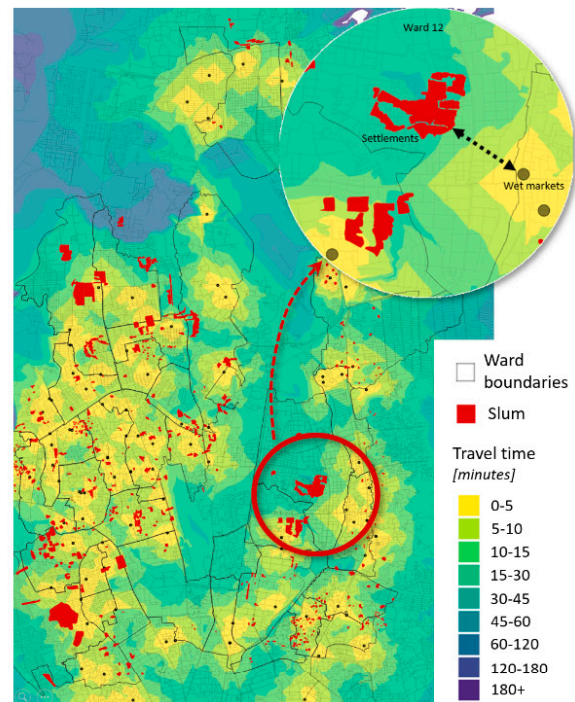 Ward 12
Settlements
Wet markets
Ward
boundaries
Slum
Travel time
[minutes]
0-5
5-10
10-15
15-30
30-45
45-60
60-120
120-180
180+